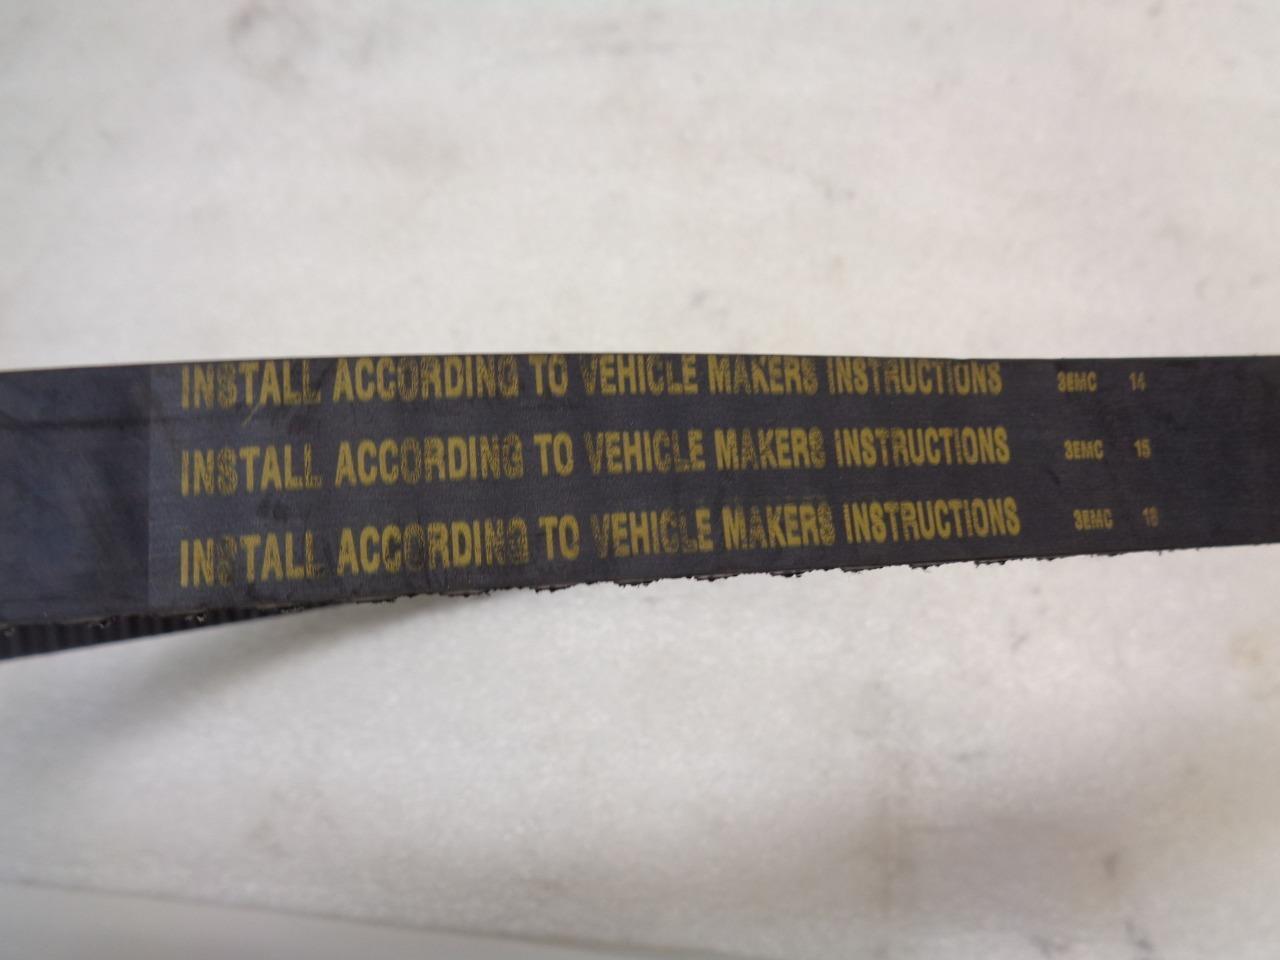 INSTALL ACCORDING TO VEHICLE MAKERS INSTRUCTIONS 3EMC 14
INSTALL ACCORDING TO VEHICLE MAKERS INSTRUCTIONS 3EMC 15
INSTALL ACCORDING TO VEHICLE MAKERS INSTRUCTIONS 3EMC